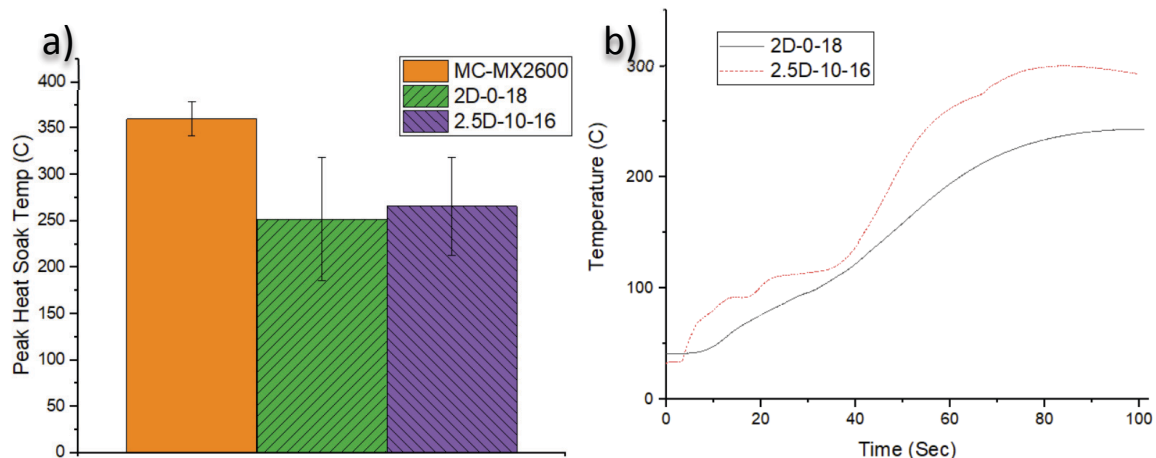 a)
MC-MX2600
2D-0-18
2.5D-10-16
400
350
300
250
200
150
100
50
0
Peak Heat Soak Temp (C)
b)
2D-0-18
2.5D-10-16
300
200
100
0
Temperature (C)
0 20 40 60 80 100
Time (Sec)